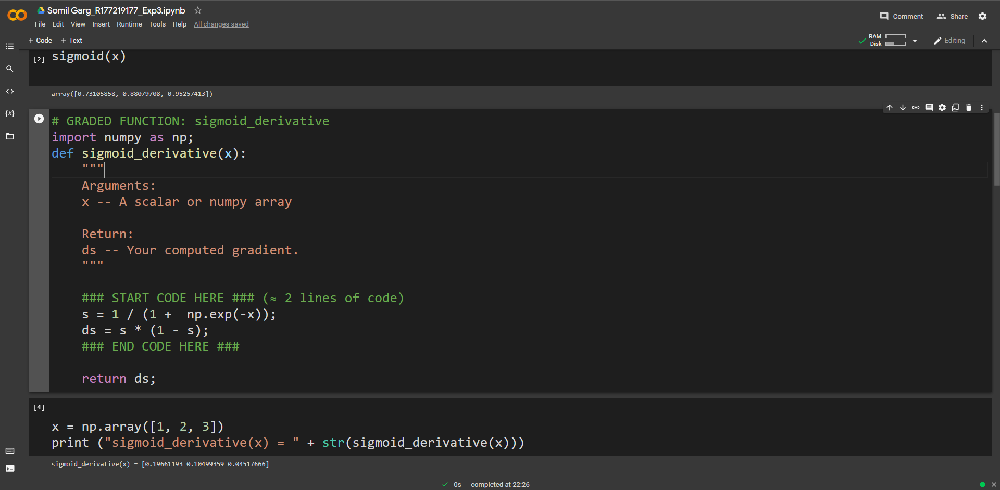 Somil Garg_R177219177_Exp3.ipynb
File Edit View Insert Runtime Tools Help All changes saved
Comment Share
+ Code + Text
RAM
Disk
Editing
[2] sigmoid(x)
array([0.73105858, 0.88079708, 0.95257413])
# GRADED FUNCTION: sigmoid_derivative
import numpy as np;
def sigmoid_derivative(x):
"""
Arguments:
x -- A scalar or numpy array
Return:
ds -- Your computed gradient.
"""
### START CODE HERE ### (≈ 2 lines of code)
s = 1 / (1 +  np.exp(-x));
ds = s * (1 - s);
### END CODE HERE ###
return ds;
[4]
x = np.array([1, 2, 3])
print ("sigmoid_derivative(x) = " + str(sigmoid_derivative(x)))
sigmoid_derivative(x) = [0.19661193 0.10499359 0.04517666]
0s completed at 22:26